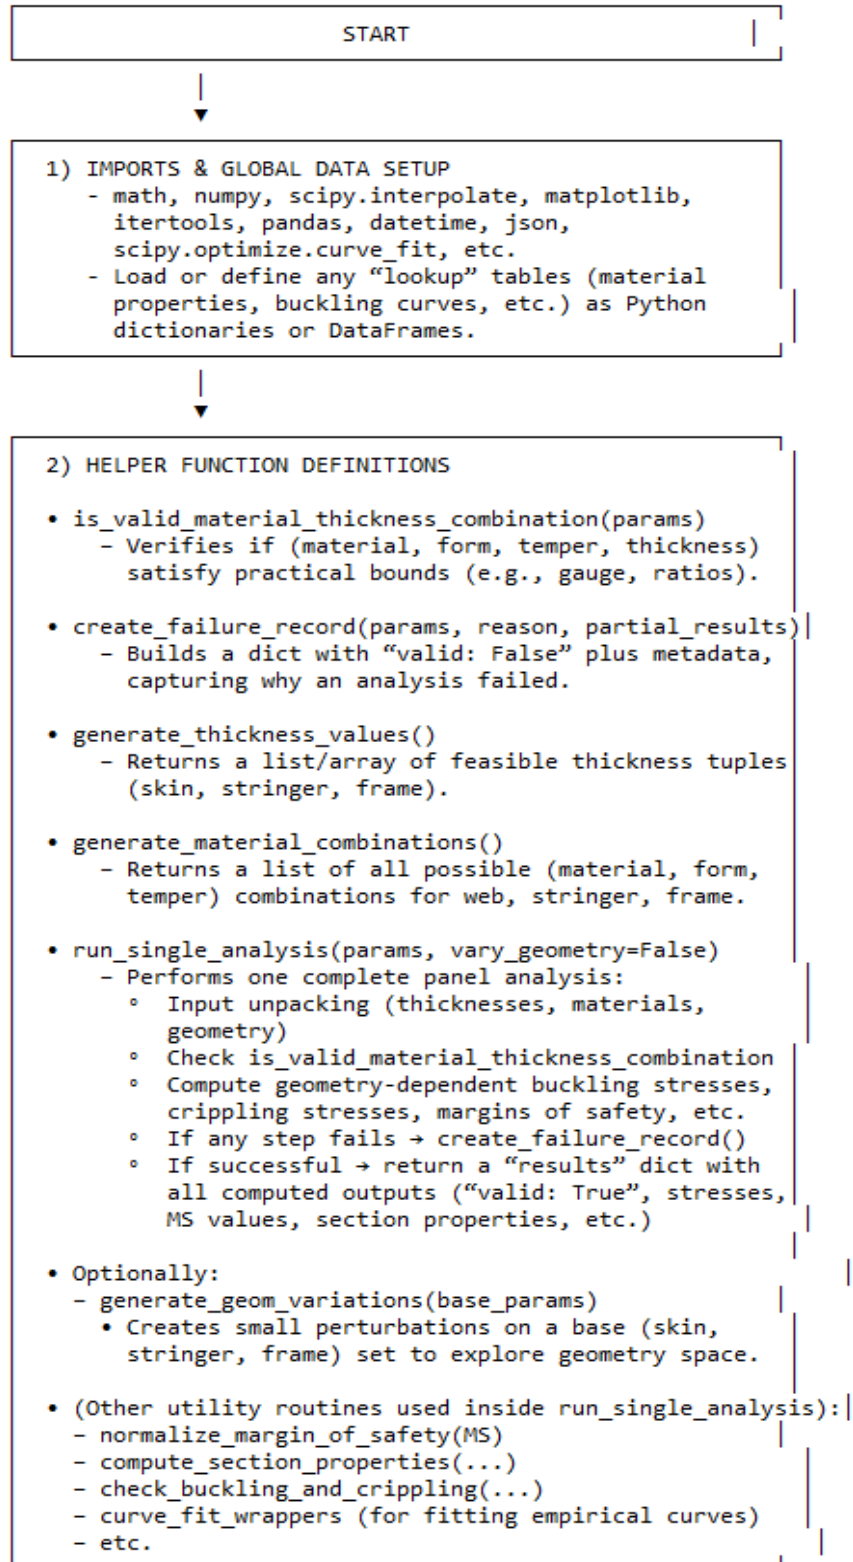 START
1) IMPORTS & GLOBAL DATA SETUP
- math, numpy, scipy.interpolate, matplotlib,
itertools, pandas, datetime, json,
scipy.optimize.curve_fit, etc.
- Load or define any “lookup” tables (material
properties, buckling curves, etc.) as Python
dictionaries or DataFrames.
2) HELPER FUNCTION DEFINITIONS
• is_valid_material_thickness_combination(params)
– Verifies if (material, form, temper, thickness)
satisfy practical bounds (e.g., gauge, ratios).
• create_failure_record(params, reason, partial_results)
– Builds a dict with “valid: False” plus metadata,
capturing why an analysis failed.
• generate_thickness_values()
– Returns a list/array of feasible thickness tuples
(skin, stringer, frame).
• generate_material_combinations()
– Returns a list of all possible (material, form,
temper) combinations for web, stringer, frame.
• run_single_analysis(params, vary_geometry=False)
– Performs one complete panel analysis:
◦ Input unpacking (thicknesses, materials,
geometry)
◦ Check is_valid_material_thickness_combination
◦ Compute geometry-dependent buckling stresses,
crippling stresses, margins of safety, etc.
◦ If any step fails → create_failure_record()
◦ If successful → return a “results” dict with
all computed outputs (“valid: True”, stresses,
MS values, section properties, etc.)
• Optionally:
– generate_geom_variations(base_params)
• Creates small perturbations on a base (skin,
stringer, frame) set to explore geometry space.
• (Other utility routines used inside run_single_analysis):
– normalize_margin_of_safety(MS)
– compute_section_properties(...)
– check_buckling_and_crippling(...)
– curve_fit_wrappers (for fitting empirical curves)
– etc.